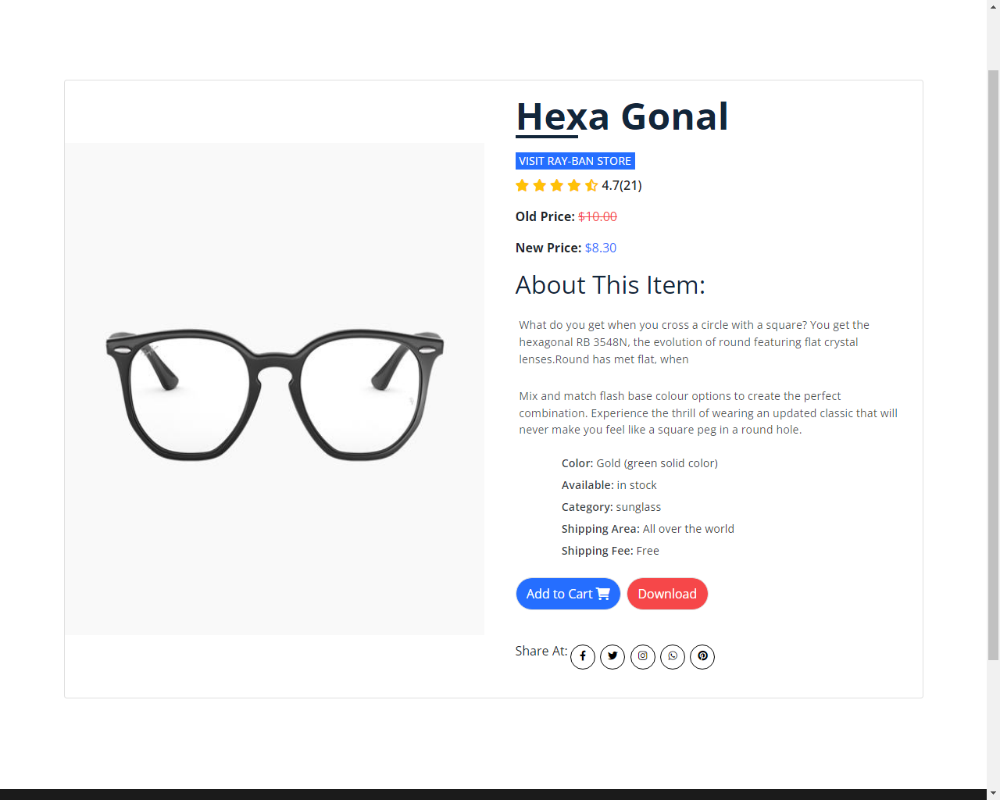 Hexa Gonal
VISIT RAY-BAN STORE
4.7(21)
Old Price: $10.00
New Price: $8.30
About This Item:
What do you get when you cross a circle with a square? You get the
hexagonal RB 3548N, the evolution of round featuring flat crystal
lenses.Round has met flat, when
Mix and match flash base colour options to create the perfect
combination. Experience the thrill of wearing an updated classic that will
never make you feel like a square peg in a round hole.
Color: Gold (green solid color)
Available: in stock
Category: sunglass
Shipping Area: All over the world
Shipping Fee: Free
Add to Cart
Download
Share At: